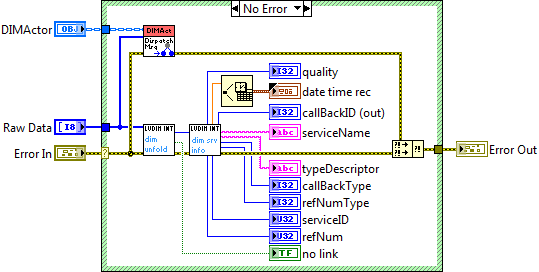 No Error
DIMActor
OBJ
DIMAct
Dispatch
Msg
I32
quality
date time rec
Raw Data
I8
I32
callBackID (out)
LVDIM INT
LVDIM INT
abc
serviceName
dim
unfold
dim srv
info
Error In
?
?!
?!
?!
Error Out
abc
typeDescriptor
I32
callBackType
I32
refNumType
U32
serviceID
U32
refNum
TF
no link